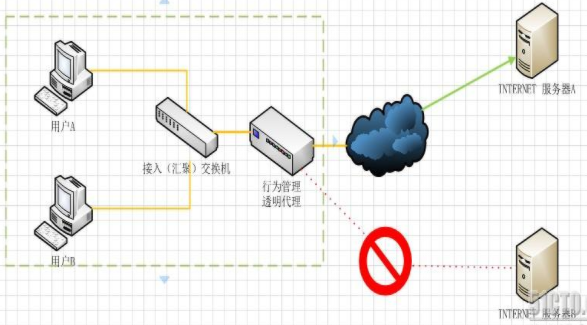 INTERNET 服务器A
用户A
接入（汇聚）交换机
行为管理
透明代理
用户B
51CTO.
INTERNET 服务器B